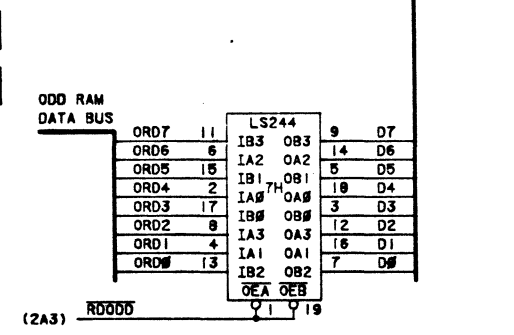 ODD RAM
DATA BUS
LS244
ORD7 11 IB3 OB3 9 D7
ORD6 6 IA2 OA2 14 D6
ORD5 15 IB1 OB1 5 D5
7H
ORD4 2 IAØ OAØ 18 D4
ORD3 17 IBØ OBØ 3 D3
ORD2 8 IA3 OA3 12 D2
ORD1 4 IA1 OA1 16 D1
ORDØ 13 IB2 OB2 7 DØ
OEA OEB
RDODD 1 19
(2A3)